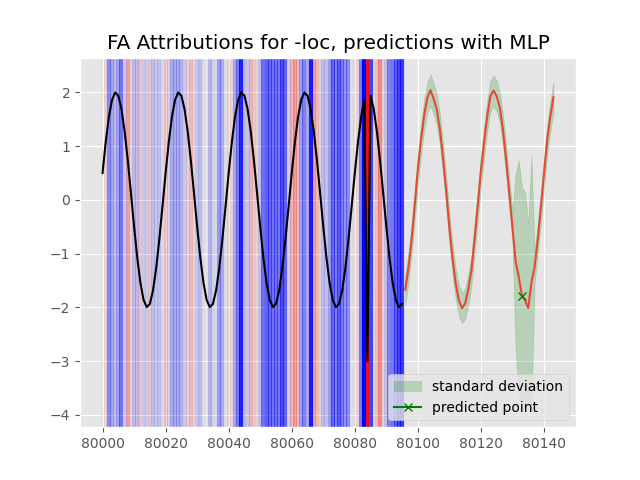 FA Attributions for -loc, predictions with MLP
2
1
0
−1
−2
−3
−4
standard deviation
predicted point
80000 80020 80040 80060 80080 80100 80120 80140